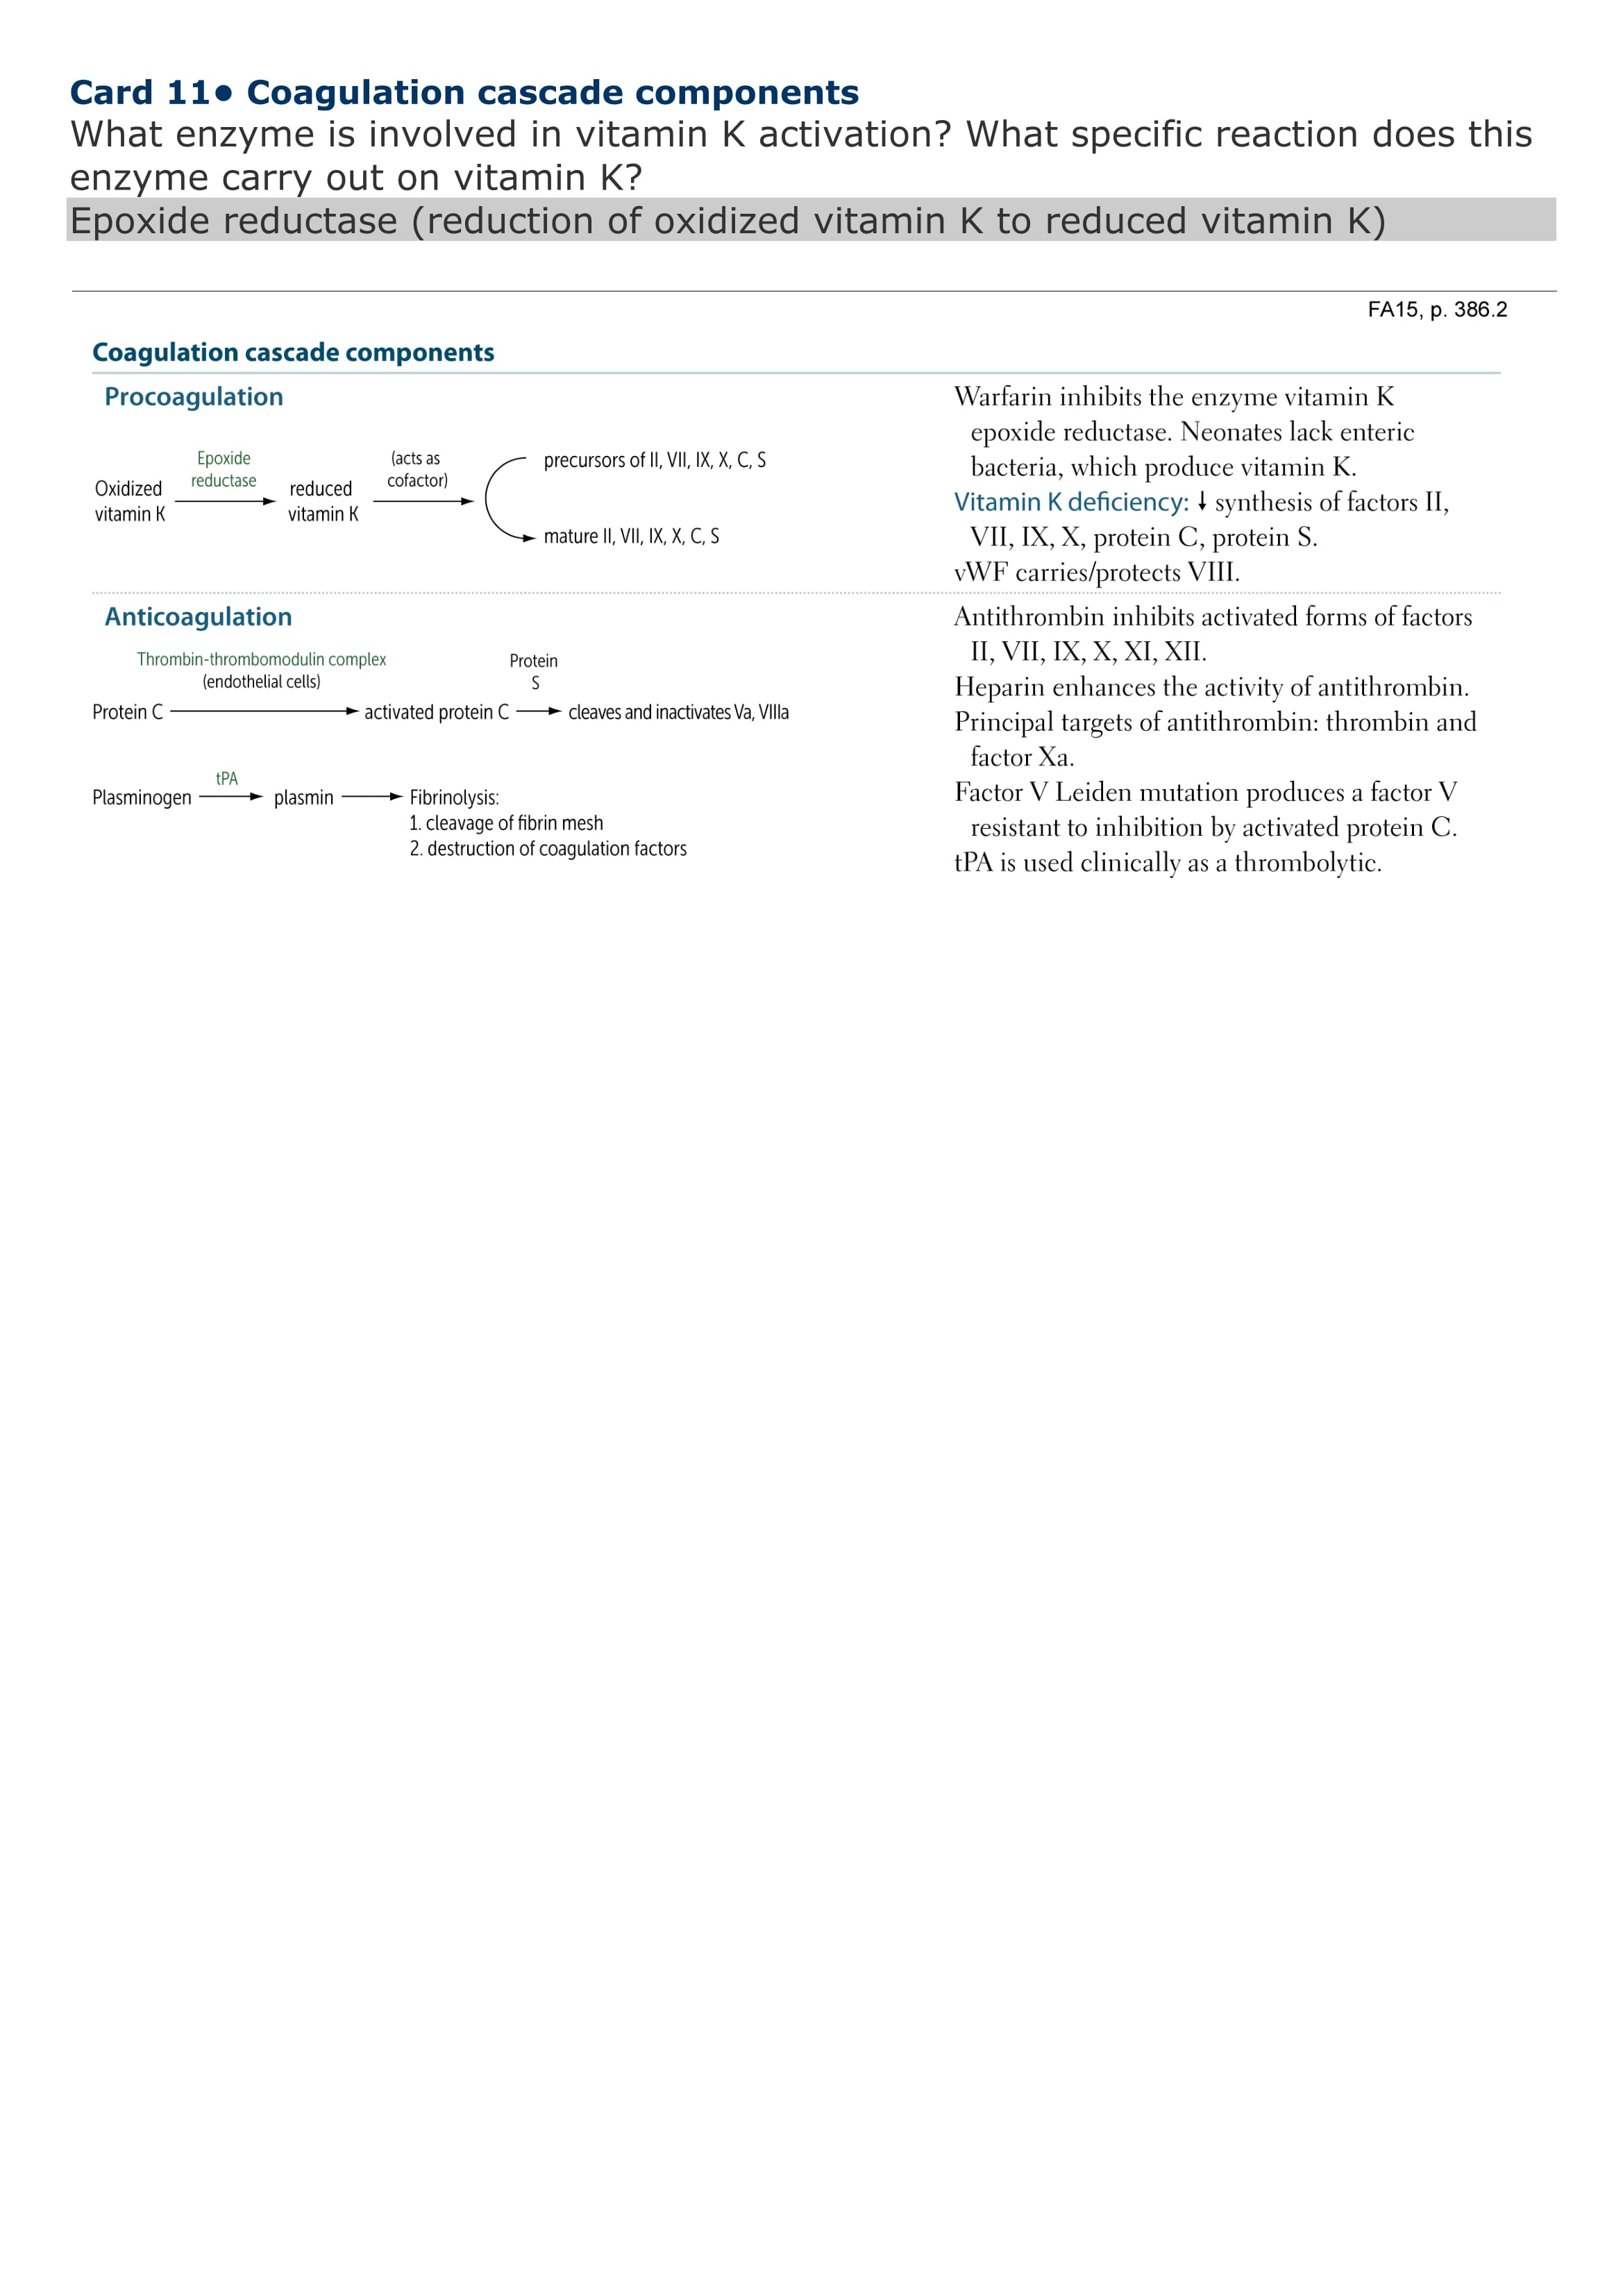 Card 11• Coagulation cascade components
What enzyme is involved in vitamin K activation? What specific reaction does this
enzyme carry out on vitamin K?
Epoxide reductase (reduction of oxidized vitamin K to reduced vitamin K)
FA15, p. 386.2
Coagulation cascade components
Procoagulation
Epoxide
reductase
(acts as
cofactor)
Oxidized
vitamin K
reduced
vitamin K
precursors of II, VII, IX, X, C, S
mature II, VII, IX, X, C, S
Warfarin inhibits the enzyme vitamin K
epoxide reductase. Neonates lack enteric
bacteria, which produce vitamin K.
Vitamin K deficiency: ↓ synthesis of factors II,
VII, IX, X, protein C, protein S.
vWF carries/protects VIII.
Anticoagulation
Thrombin-thrombomodulin complex
(endothelial cells)
Protein
S
Protein C
activated protein C
cleaves and inactivates Va, VIIIa
tPA
Plasminogen
plasmin
Fibrinolysis:
1. cleavage of fibrin mesh
2. destruction of coagulation factors
Antithrombin inhibits activated forms of factors
II, VII, IX, X, XI, XII.
Heparin enhances the activity of antithrombin.
Principal targets of antithrombin: thrombin and
factor Xa.
Factor V Leiden mutation produces a factor V
resistant to inhibition by activated protein C.
tPA is used clinically as a thrombolytic.